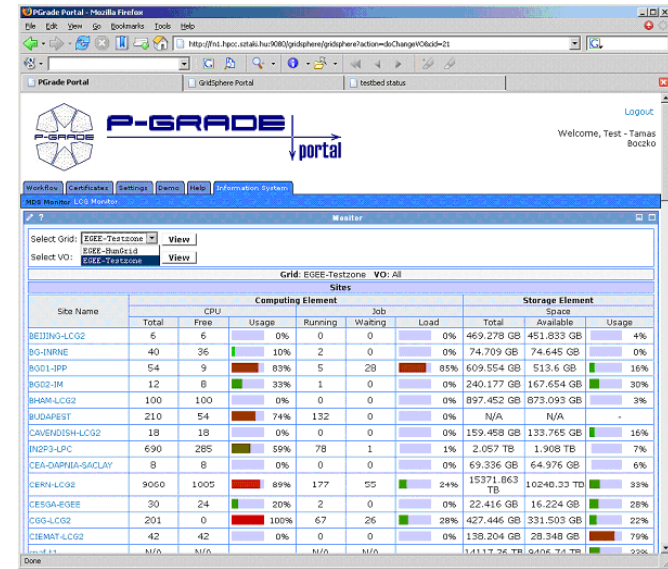 PGrade Portal - Mozilla Firefox
File Edit View Go Bookmarks Tools Help
http://fn1.hpcc.sztaki.hu:9080/gridsphere/gridsphere?action=doChangeVO&cid=21
PGrade Portal GridSphere Portal testbed status
Logout
P-GRADE
P-GRADE portal
Welcome, Test - Tamas Boczko
Workflow Certificates Settings Demo Help Information System
MDS Monitor LCG Monitor
? Monitor
Select Grid: EGEE-Testzone View
EGEE-HunGrid
Select VO: EGEE-Testzone View
Grid: EGEE-Testzone VO: All
Sites
Site Name Computing Element Storage Element
CPU Job Space
Total Free Usage Running Waiting Load Total Available Usage
BEIJING-LCG2 6 6 0% 0 0 0% 469.278 GB 451.833 GB 4%
BG-INRNE 40 36 10% 2 0 0% 74.709 GB 74.645 GB 0%
BG01-IPP 54 9 83% 5 28 85% 609.554 GB 513.6 GB 16%
BG02-IM 12 8 33% 1 0 0% 240.177 GB 167.654 GB 30%
BHAM-LCG2 100 100 0% 0 0 0% 897.452 GB 873.093 GB 3%
BUDAPEST 210 54 74% 132 0 0% N/A N/A -
CAVENDISH-LCG2 18 18 0% 0 0 0% 159.458 GB 133.765 GB 16%
IN2P3-LPC 690 285 59% 78 1 1% 2.057 TB 1.908 TB 7%
CEA-DAPNIA-SACLAY 8 8 0% 0 0 0% 69.336 GB 64.976 GB 6%
CERN-LCG2 9060 1005 89% 177 55 24% 15371.863 TB 10248.33 TB 33%
CESGA-EGEE 30 24 20% 2 0 0% 22.416 GB 16.224 GB 28%
CGG-LCG2 201 0 100% 67 26 28% 427.446 GB 331.503 GB 22%
CIEMAT-LCG2 42 42 0% 0 0 0% 138.204 GB 28.348 GB 79%
N/A N/A N/A N/A 14117.26 TB 9406.74 TB
Done